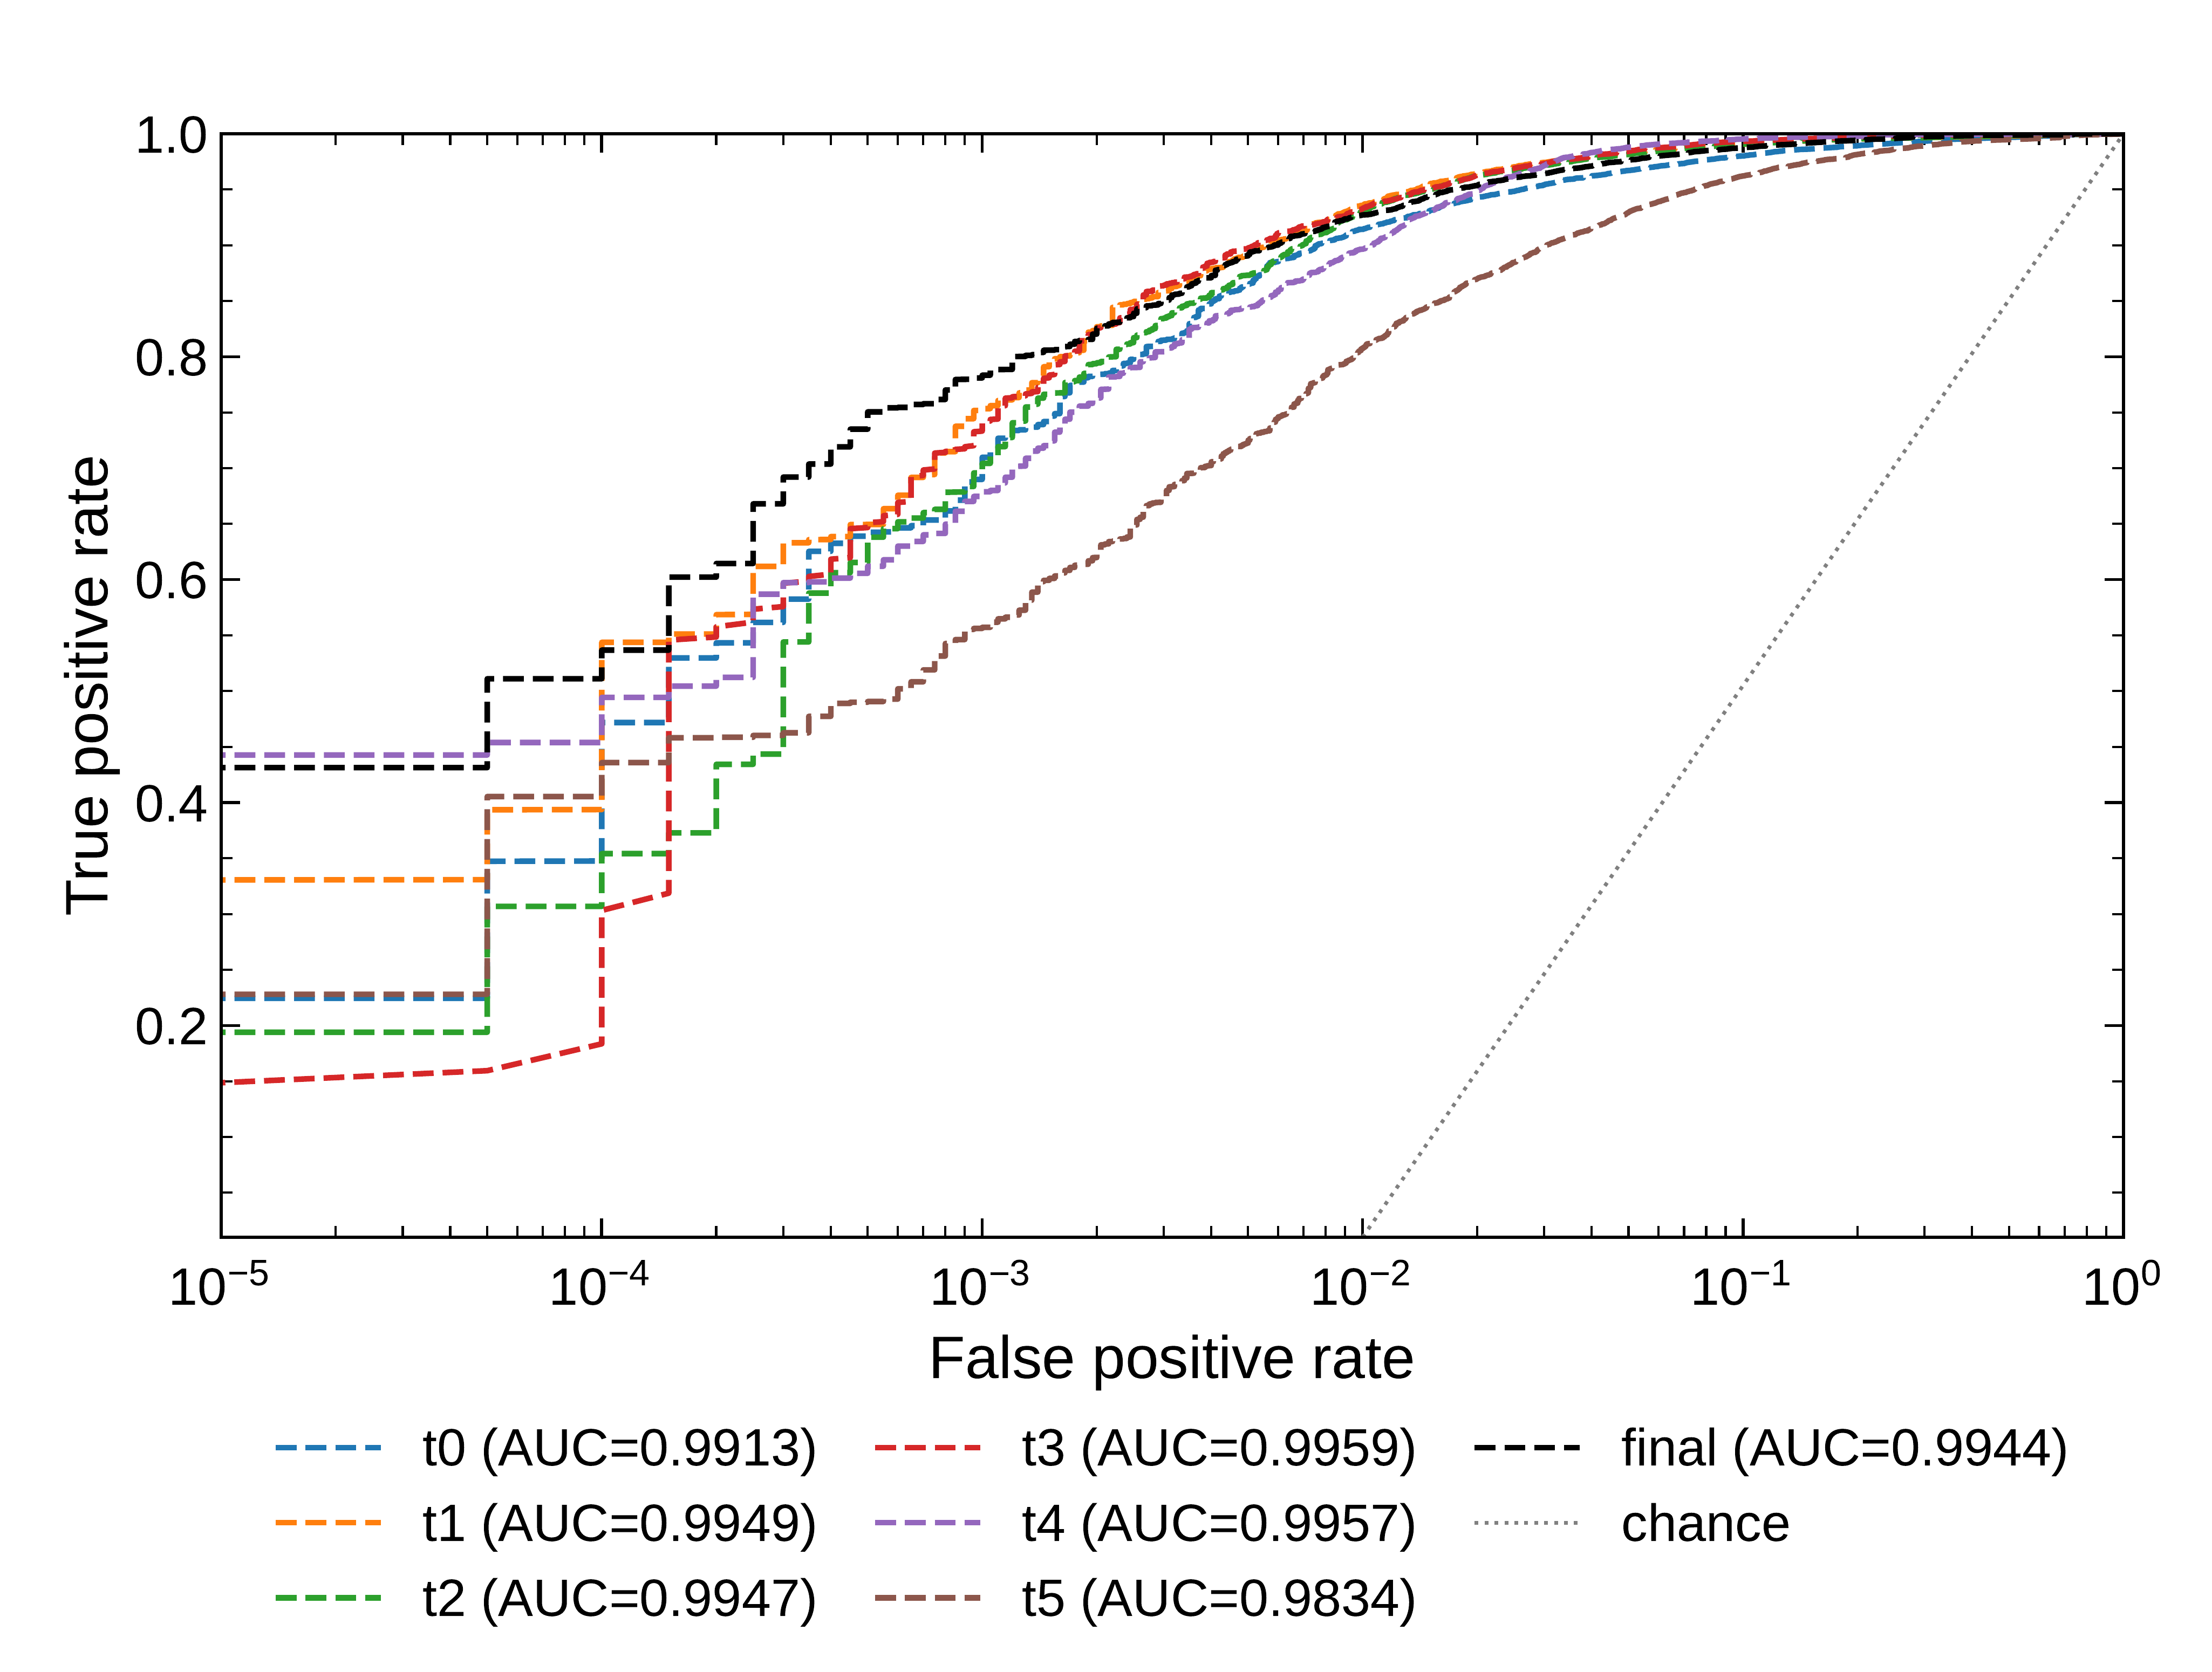 1.0
0.8
0.6
0.4
0.2
True positive rate
10⁻⁵ 10⁻⁴ 10⁻³ 10⁻² 10⁻¹ 10⁰
False positive rate
t0 (AUC=0.9913) t3 (AUC=0.9959) final (AUC=0.9944)
t1 (AUC=0.9949) t4 (AUC=0.9957) chance
t2 (AUC=0.9947) t5 (AUC=0.9834)